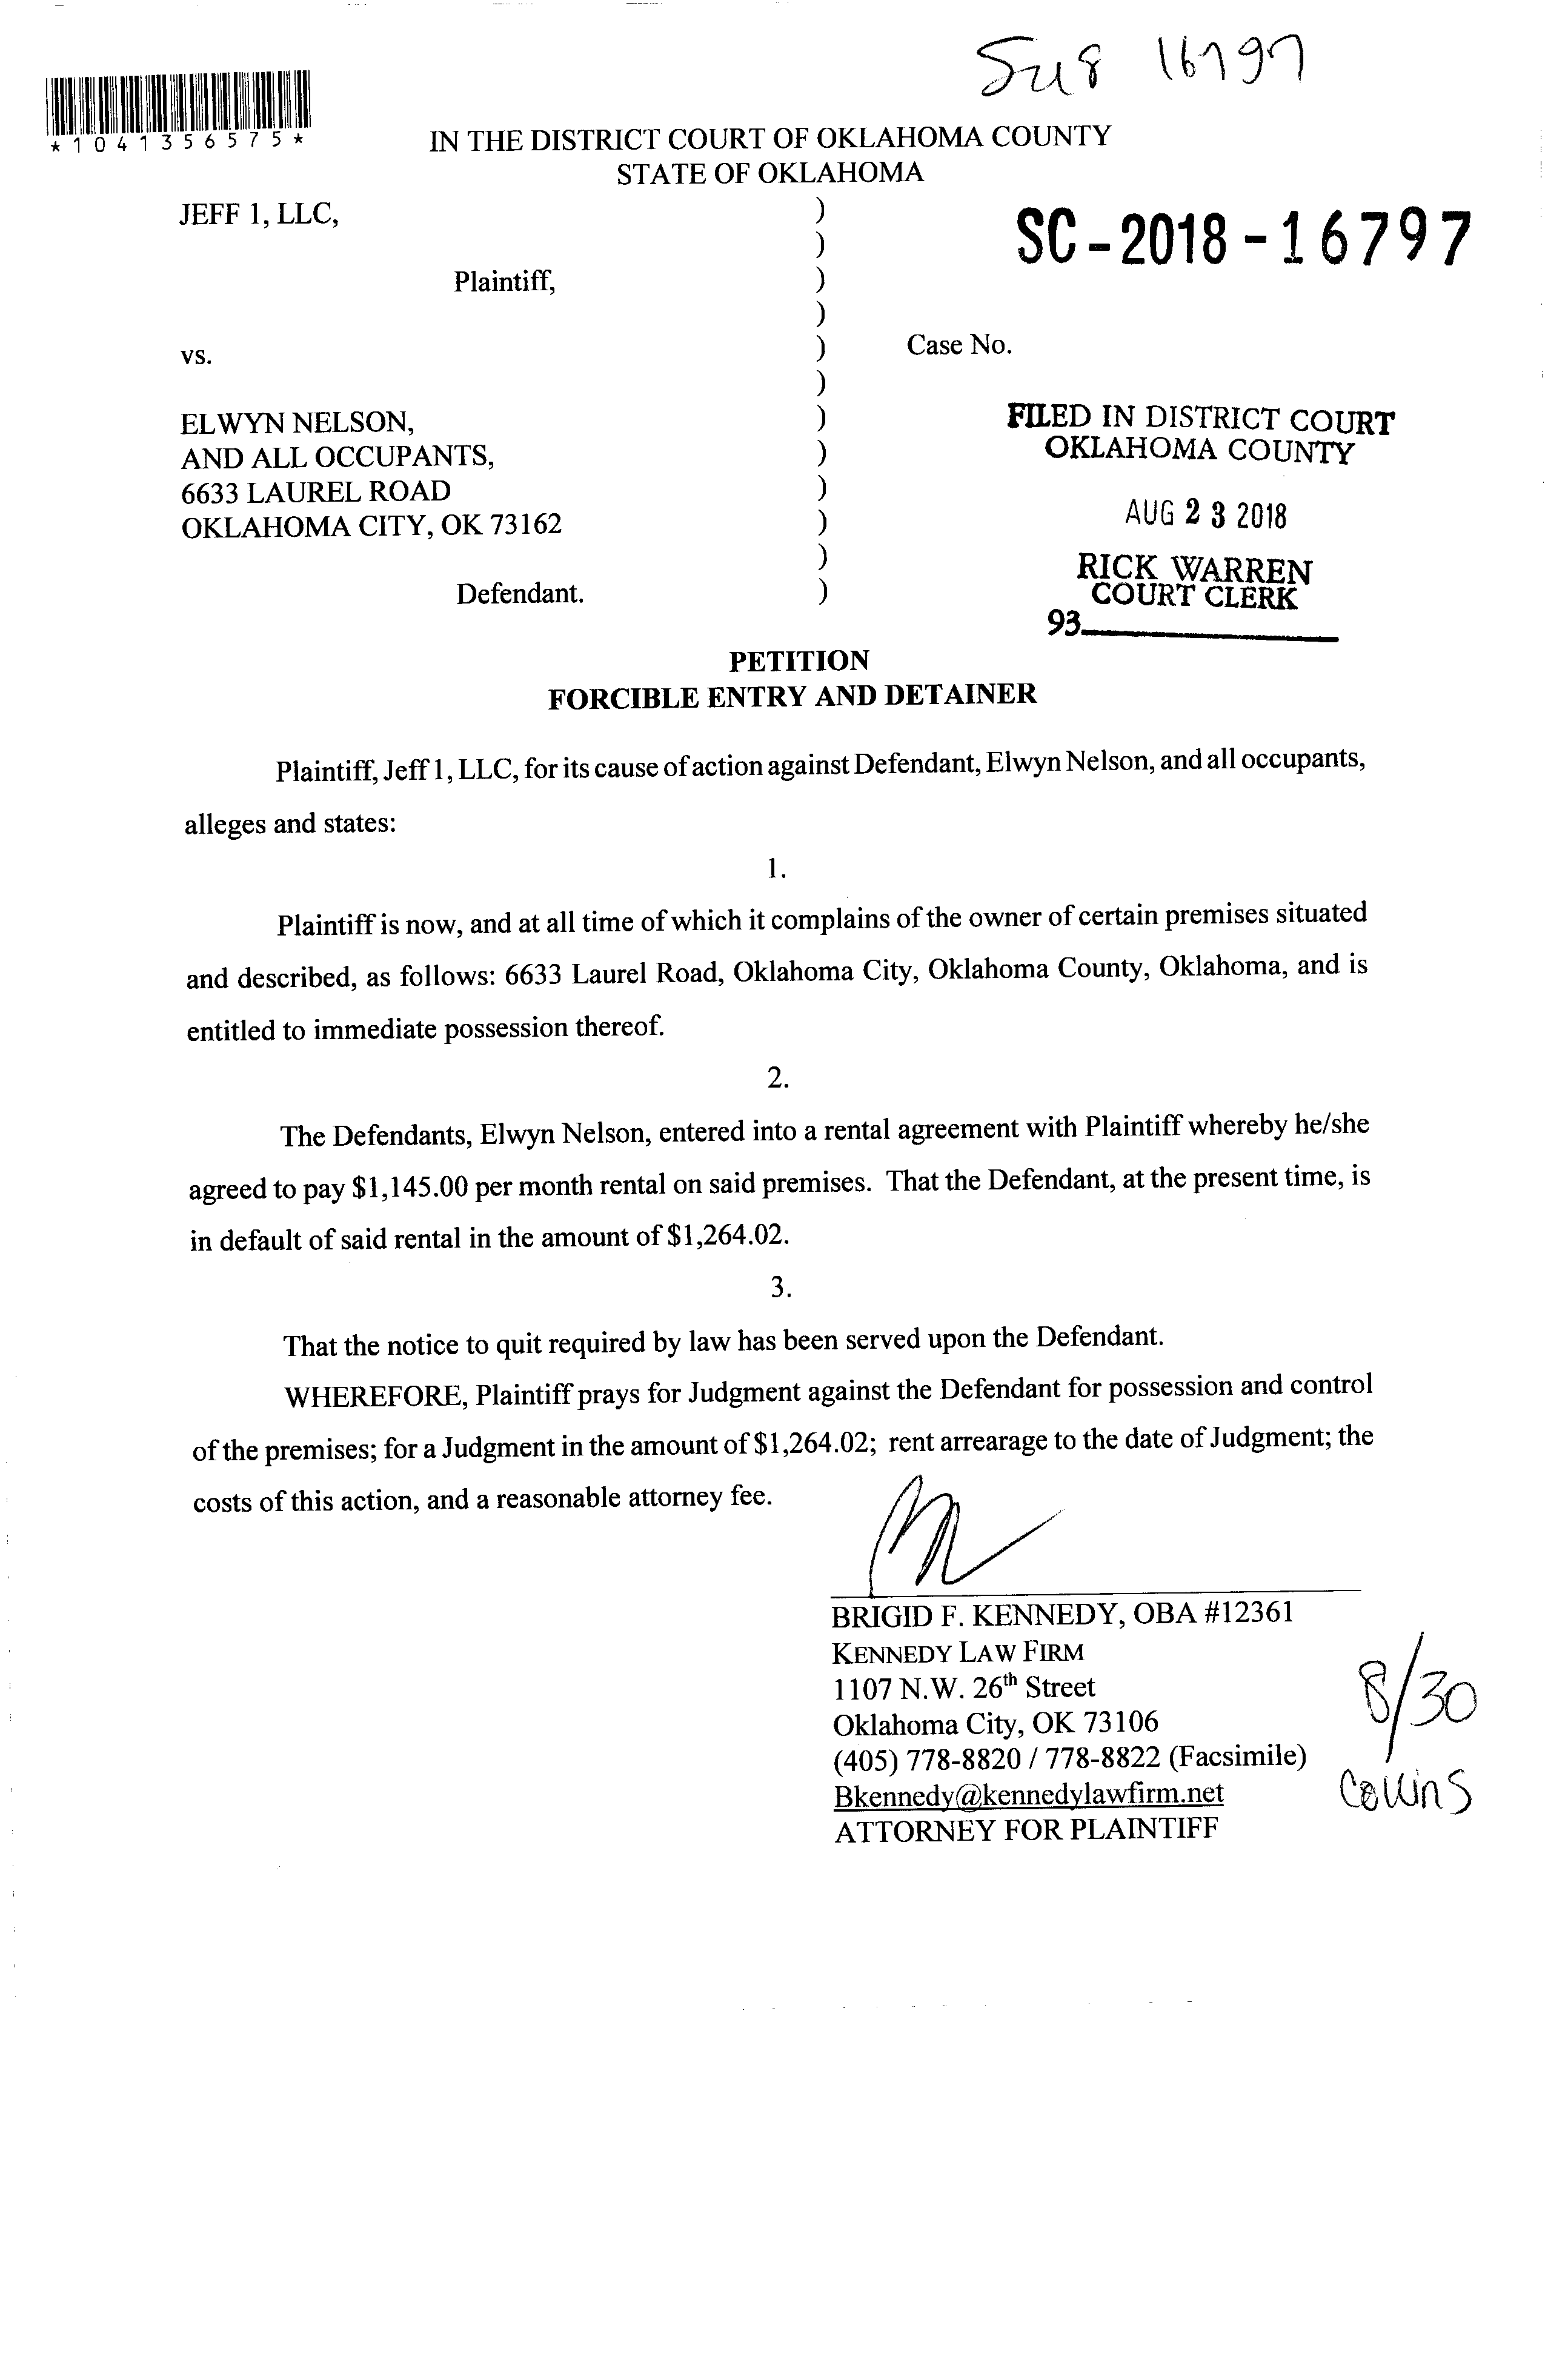 *1041356575*
IN THE DISTRICT COURT OF OKLAHOMA COUNTY
STATE OF OKLAHOMA
JEFF 1, LLC,
Plaintiff,
vs.
ELWYN NELSON,
AND ALL OCCUPANTS,
6633 LAUREL ROAD
OKLAHOMA CITY, OK 73162
Defendant.
)
)
)
)
)
)
)
)
)
)
)
)
16797
SC-2018-16797
Case No.
FILED IN DISTRICT COURT
OKLAHOMA COUNTY
AUG 23 2018
RICK WARREN
COURT CLERK
93
PETITION
FORCIBLE ENTRY AND DETAINER
Plaintiff, Jeff 1, LLC, for its cause of action against Defendant, Elwyn Nelson, and all occupants,
alleges and states:
1.
Plaintiff is now, and at all time of which it complains of the owner of certain premises situated
and described, as follows: 6633 Laurel Road, Oklahoma City, Oklahoma County, Oklahoma, and is
entitled to immediate possession thereof.
2.
The Defendants, Elwyn Nelson, entered into a rental agreement with Plaintiff whereby he/she
agreed to pay $1,145.00 per month rental on said premises. That the Defendant, at the present time, is
in default of said rental in the amount of $1,264.02.
3.
That the notice to quit required by law has been served upon the Defendant.
WHEREFORE, Plaintiff prays for Judgment against the Defendant for possession and control
of the premises; for a Judgment in the amount of $1,264.02; rent arrearage to the date of Judgment; the
costs of this action, and a reasonable attorney fee.
BRIGID F. KENNEDY, OBA #12361
KENNEDY LAW FIRM
1107 N.W. 26th Street
Oklahoma City, OK 73106
(405) 778-8820 / 778-8822 (Facsimile)
Bkennedy@kennedylawfirm.net
ATTORNEY FOR PLAINTIFF
8/30
Collins